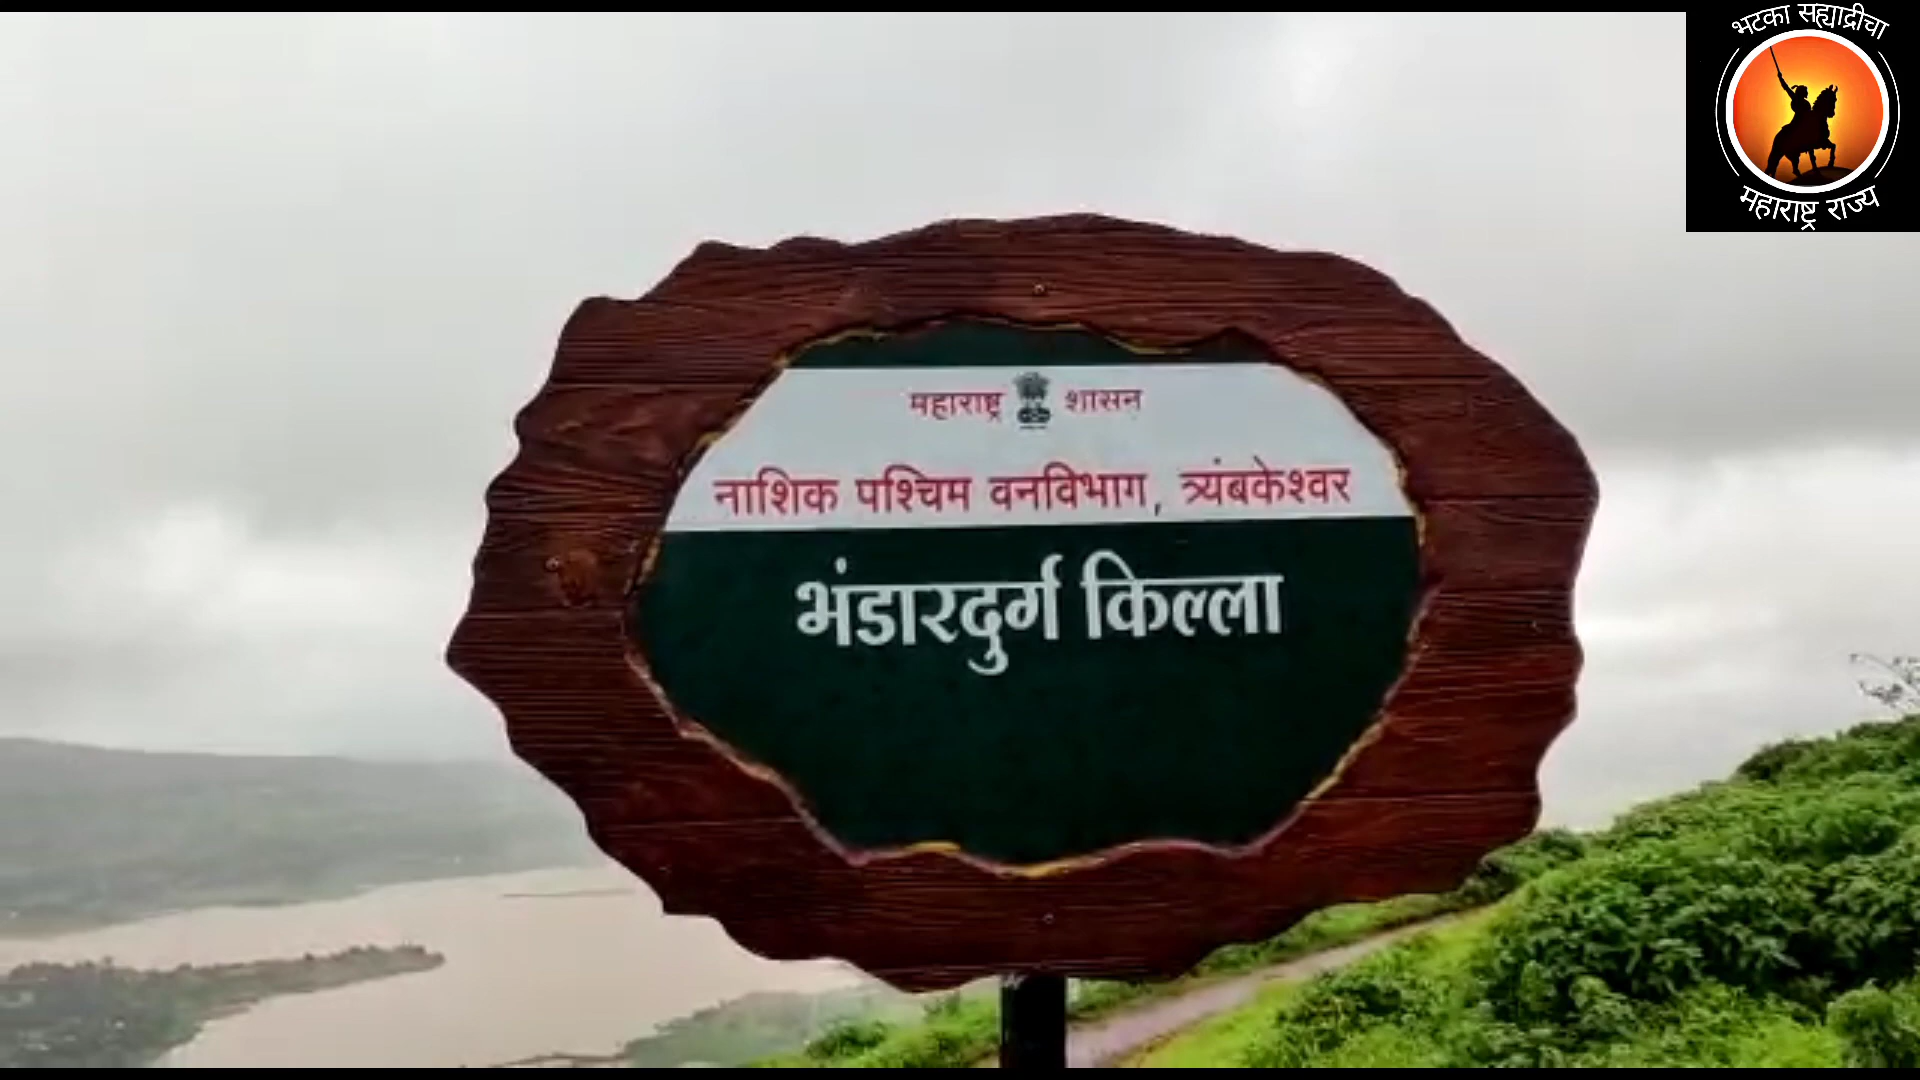 भटका सह्याद्रीचा
महाराष्ट्र राज्य
महाराष्ट्र शासन
नाशिक पश्चिम वनविभाग, त्र्यंबकेश्वर
भंडारदुर्ग किल्ला